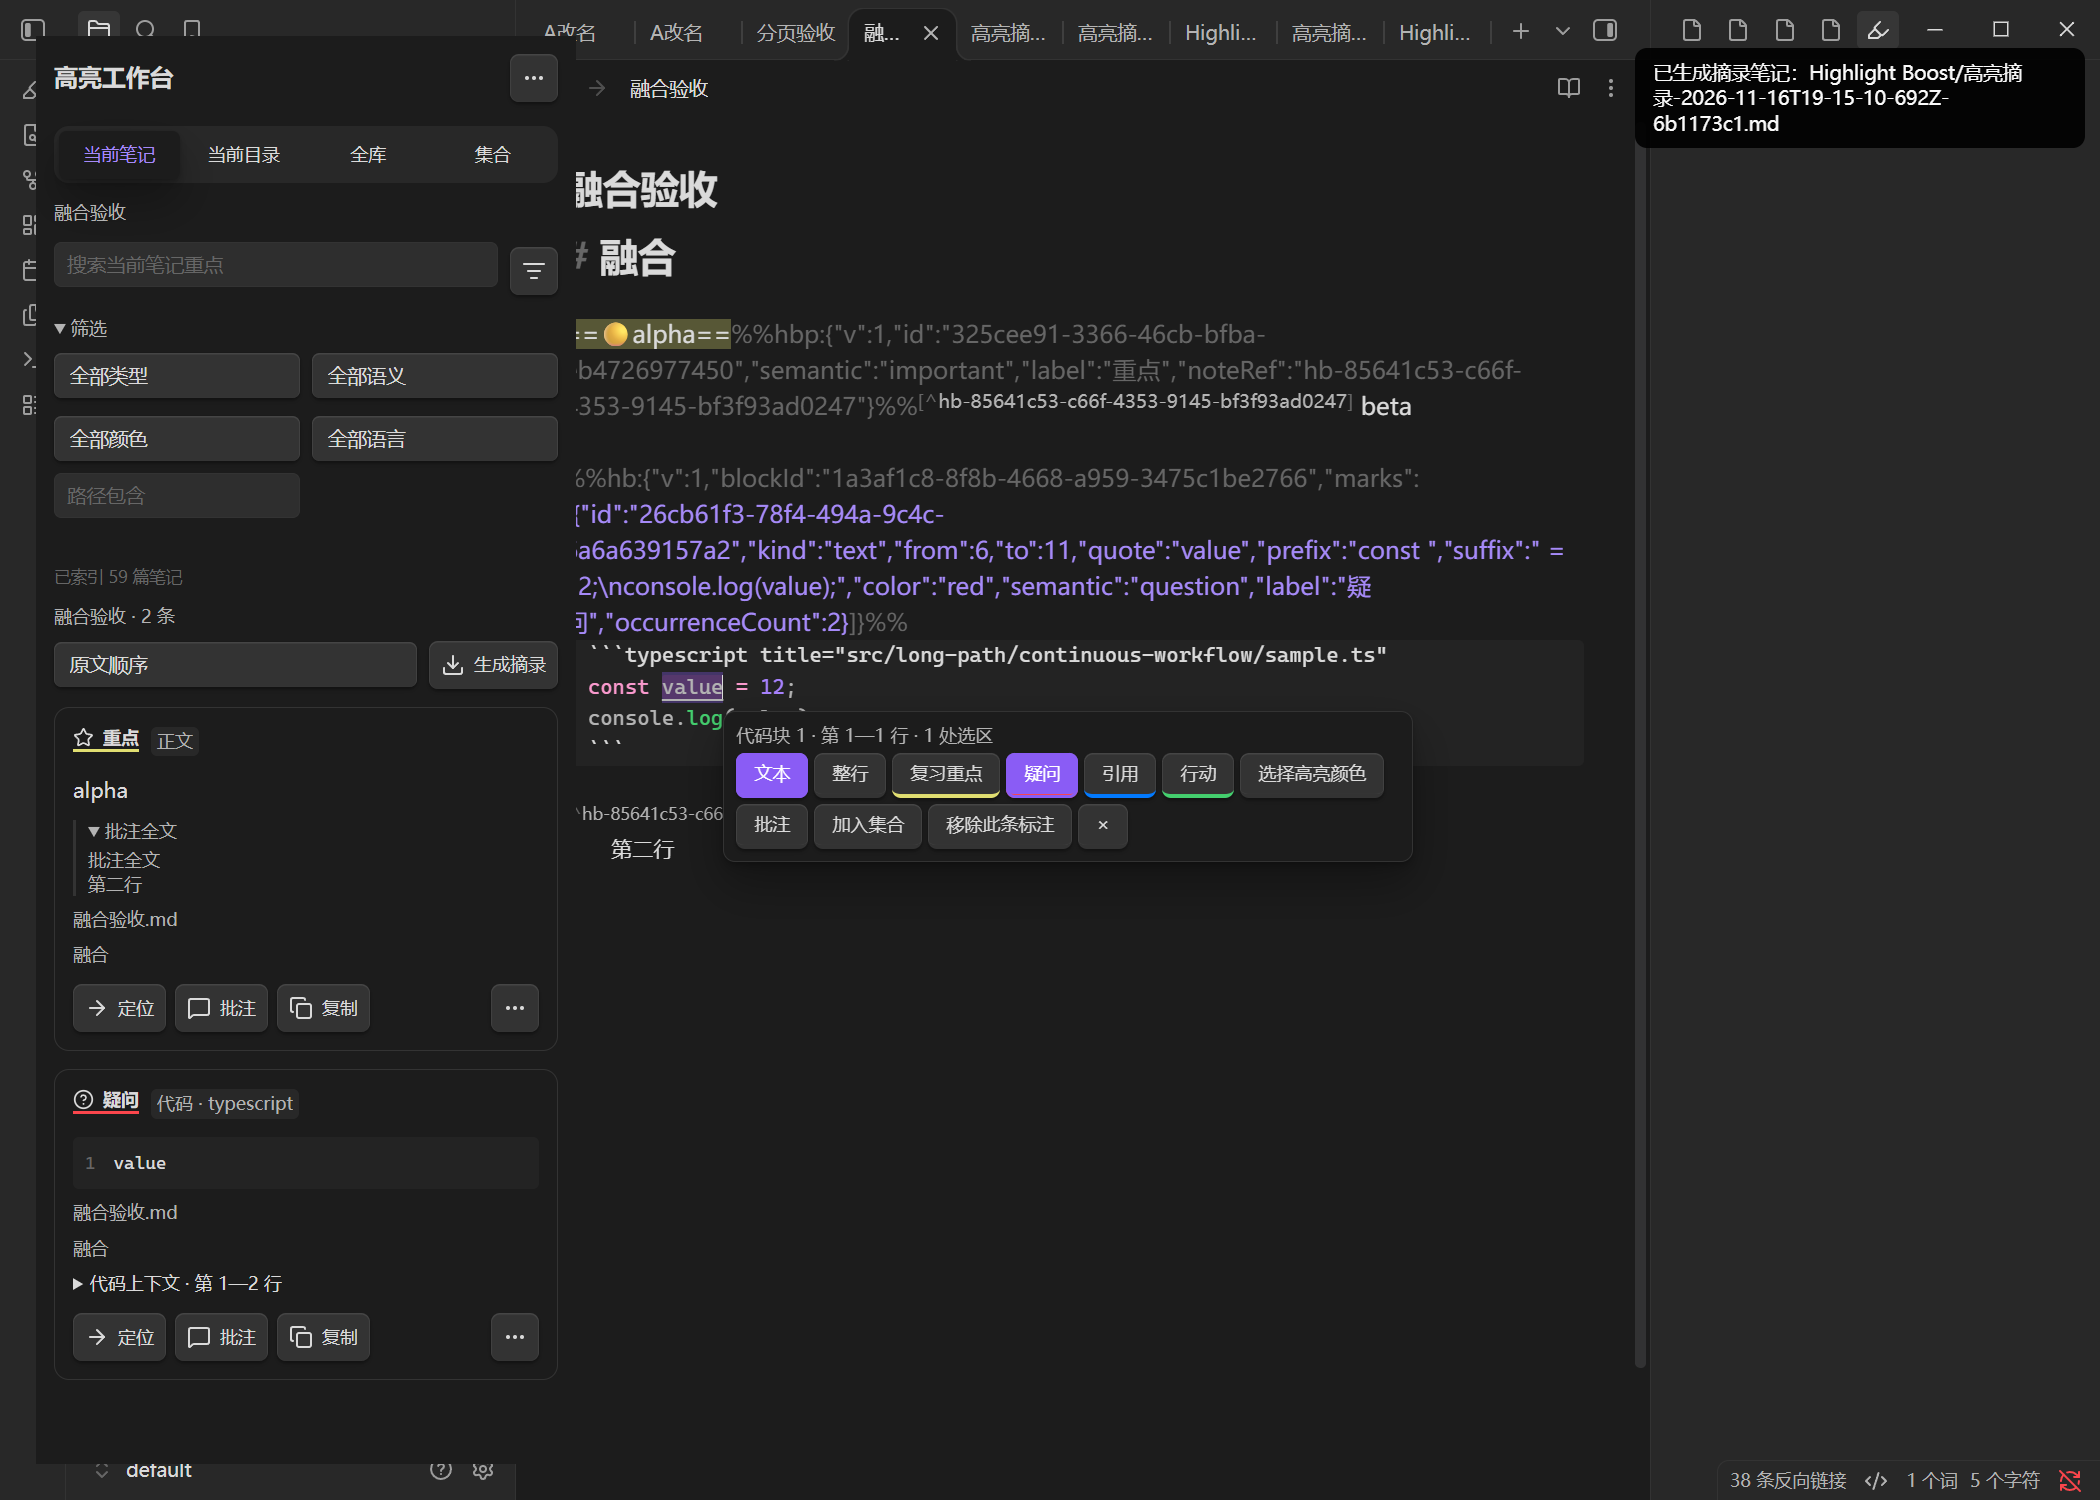 A改名
A改名
分页验收
融...
高亮摘...
高亮摘...
Highli...
高亮摘...
Highli...
高亮工作台
融合验收
已生成摘录笔记：Highlight Boost/高亮摘
录-2026-11-16T19-15-10-692Z-
6b1173c1.md
当前笔记
当前目录
全库
集合
融合验收
搜索当前笔记重点
筛选
全部类型
全部语义
全部颜色
全部语言
路径包含
已索引 59 篇笔记
融合验收 · 2 条
原文顺序
生成摘录
重点
正文
alpha
批注全文
批注全文
第二行
融合验收.md
融合
定位
批注
复制
疑问
代码 · typescript
1 value
融合验收.md
融合
代码上下文 · 第 1—2 行
定位
批注
复制
default
融合验收
# 融合
==🟡alpha==%%hbp:{"v":1,"id":"325cee91-3366-46cb-bfba-
b4726977450","semantic":"important","label":"重点","noteRef":"hb-85641c53-c66f-
4353-9145-bf3f93ad0247"}%%[^hb-85641c53-c66f-4353-9145-bf3f93ad0247] beta
%%hb:{"v":1,"blockId":"1a3af1c8-8f8b-4668-a959-3475c1be2766","marks":
{"id":"26cb61f3-78f4-494a-9c4c-
a6a639157a2","kind":"text","from":6,"to":11,"quote":"value","prefix":"const ","suffix":" =
2;\nconsole.log(value);","color":"red","semantic":"question","label":"疑
问","occurrenceCount":2}]}%%
```typescript title="src/long-path/continuous-workflow/sample.ts"
const value = 12;
console.log
```
代码块 1 · 第 1—1 行 · 1 处选区
文本
整行
复习重点
疑问
引用
行动
选择高亮颜色
批注
加入集合
移除此条标注
×
^hb-85641c53-c66
第二行
38 条反向链接
1 个词
5 个字符